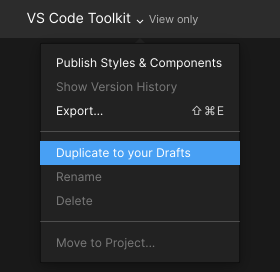 VS Code Toolkit View only
Publish Styles & Components
Show Version History
Export... ⇧⌘E
Duplicate to your Drafts
Rename
Delete
Move to Project...